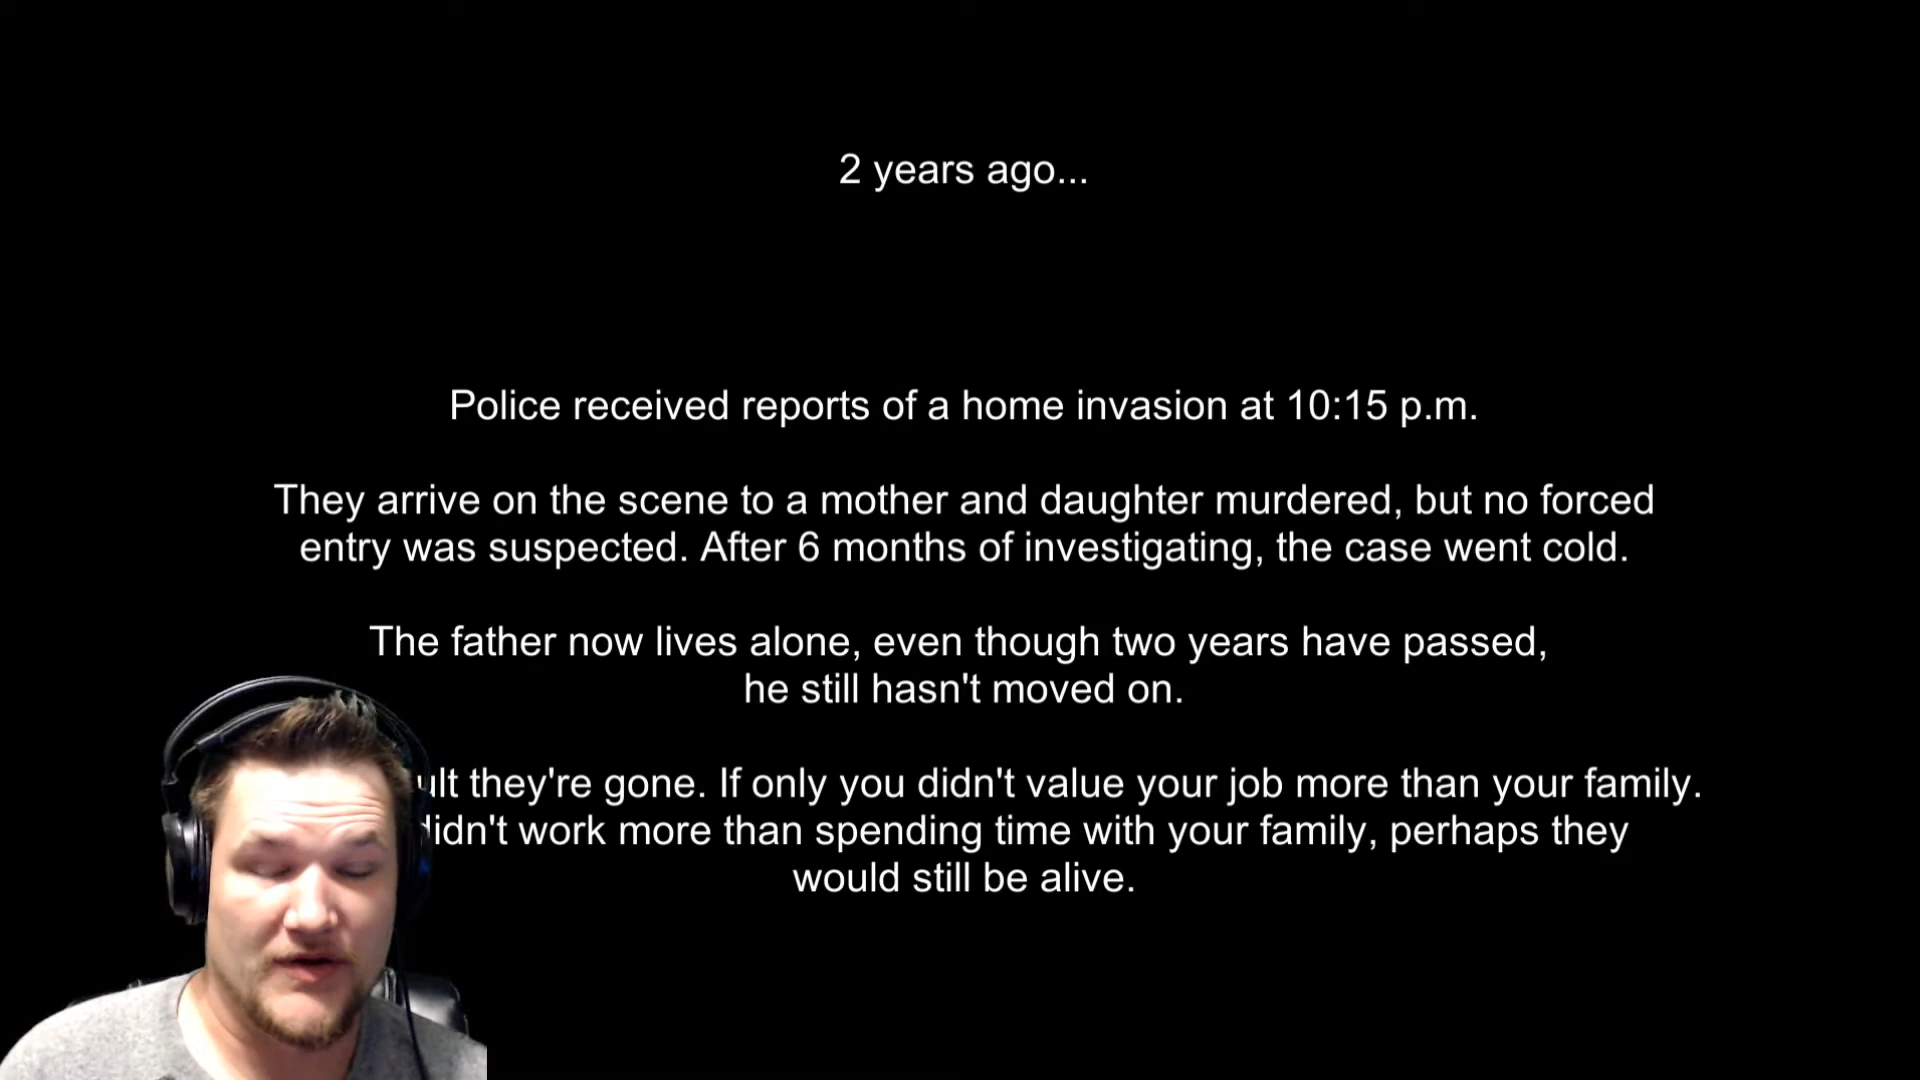 2 years ago...
Police received reports of a home invasion at 10:15 p.m.
They arrive on the scene to a mother and daughter murdered, but no forced
entry was suspected. After 6 months of investigating, the case went cold.
The father now lives alone, even though two years have passed,
he still hasn't moved on.
they're gone. If only you didn't value your job more than your family.
work more than spending time with your family, perhaps they
would still be alive.